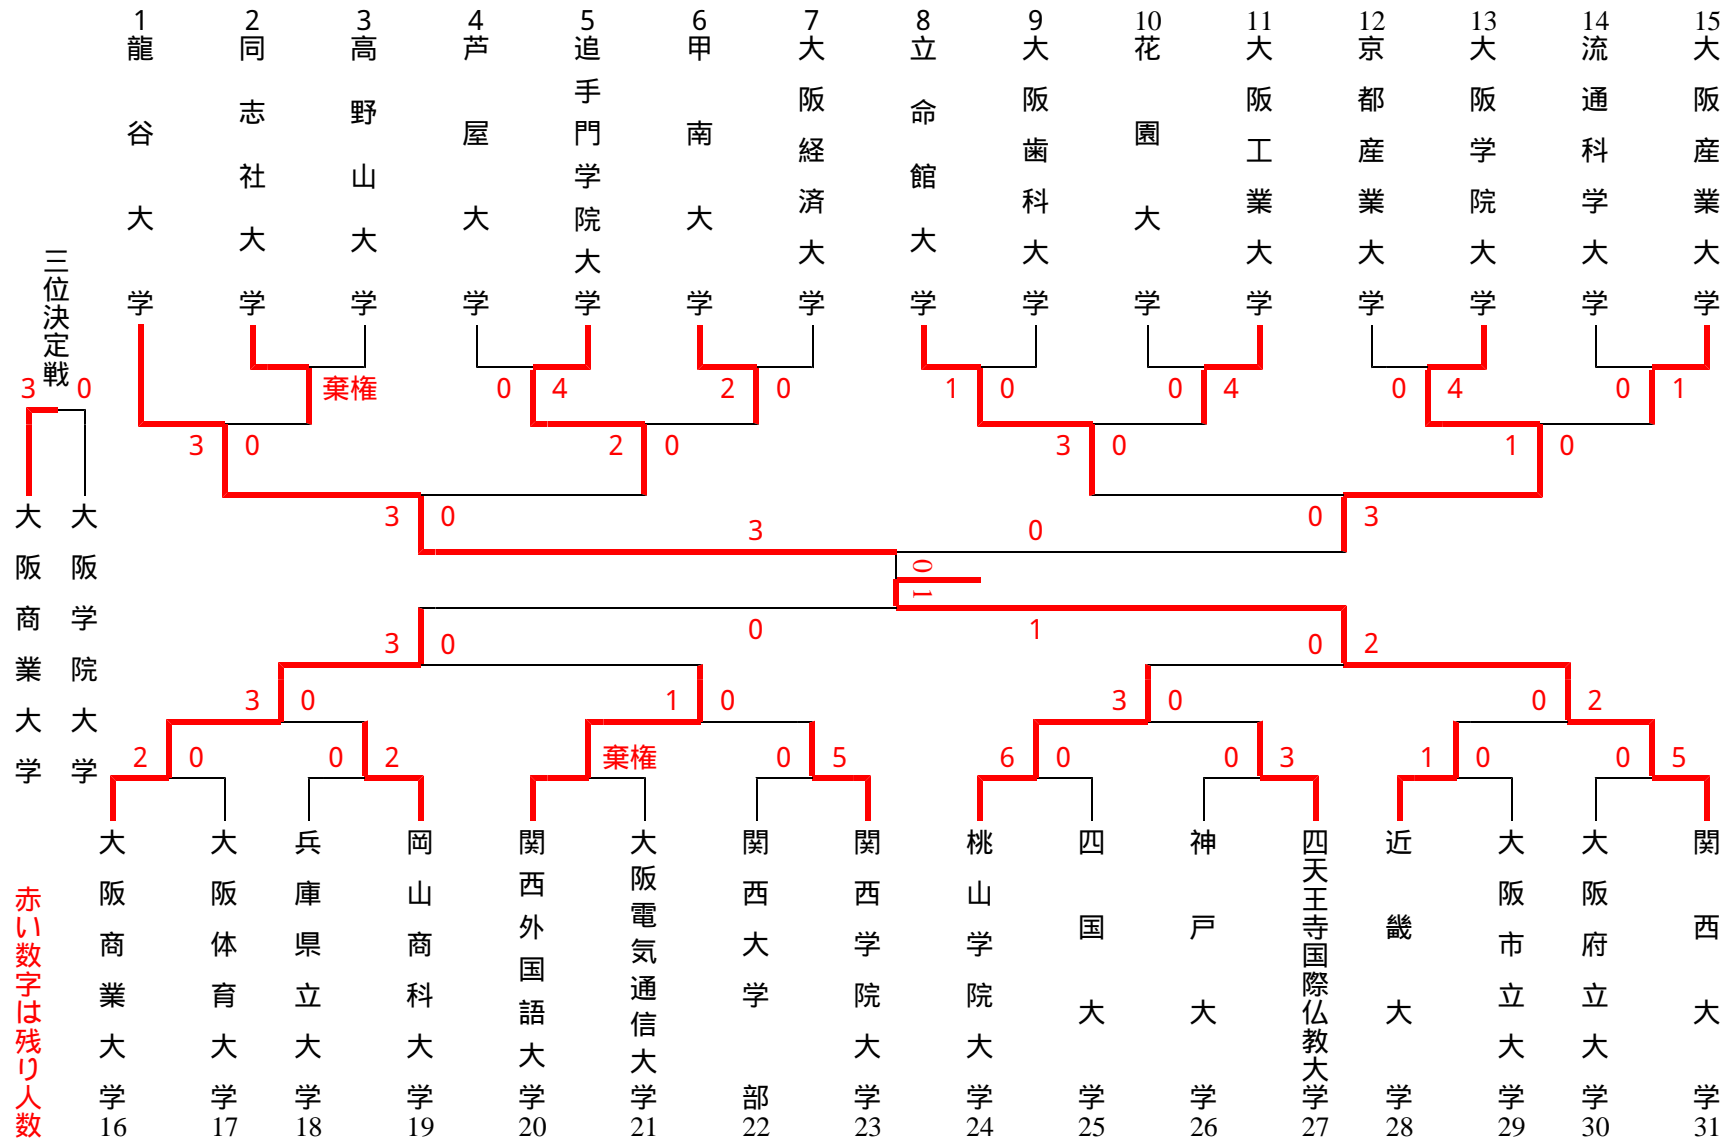 1 2 3 4 5 6 7 8 9 10 11 12 13 14 15
龍谷大学
同志社大学
高野山大学
芦屋大学
追手門学院大学
甲南大学
大阪経済大学
立命館大学
大阪歯科大学
花園大学
大阪工業大学
京都産業大学
大阪学院大学
流通科学大学
大阪産業大学
三位決定戦
3 0
大阪商業大学
大阪学院大学
棄権 0 4 2 0 1 0 0 4 0 4 0 1
3 0 2 0 3 0 1 0
3 0 0 3
3 0
0 1
0 1
3 0 0 2
3 0 1 0 3 0 0 2
2 0 0 2 棄権 0 5 6 0 0 3 1 0 0 5
大阪商業大学
大阪体育大学
兵庫県立大学
岡山商科大学
関西外国語大学
大阪電気通信大学
関西大学部
関西学院大学
桃山学院大学
四国大学
神戸大学
四天王寺国際仏教大学
近畿大学
大阪市立大学
大阪府立大学
関西大学
16 17 18 19 20 21 22 23 24 25 26 27 28 29 30 31
赤い数字は残り人数